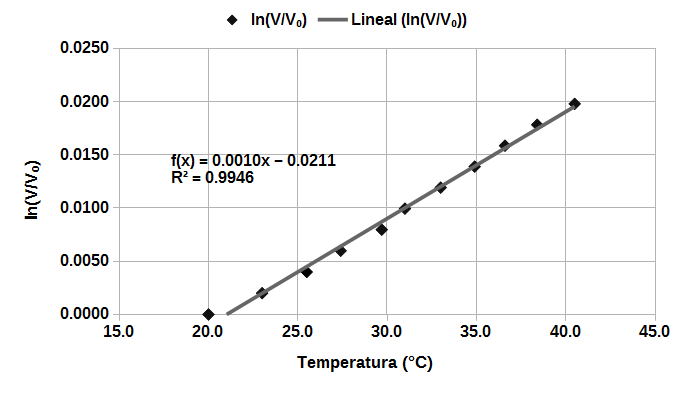 ln(V/V₀) Lineal (ln(V/V₀))
0.0250
0.0200
0.0150
0.0100
0.0050
0.0000
ln(V/V₀)
f(x) = 0.0010x − 0.0211
R² = 0.9946
15.0 20.0 25.0 30.0 35.0 40.0 45.0
Temperatura (°C)